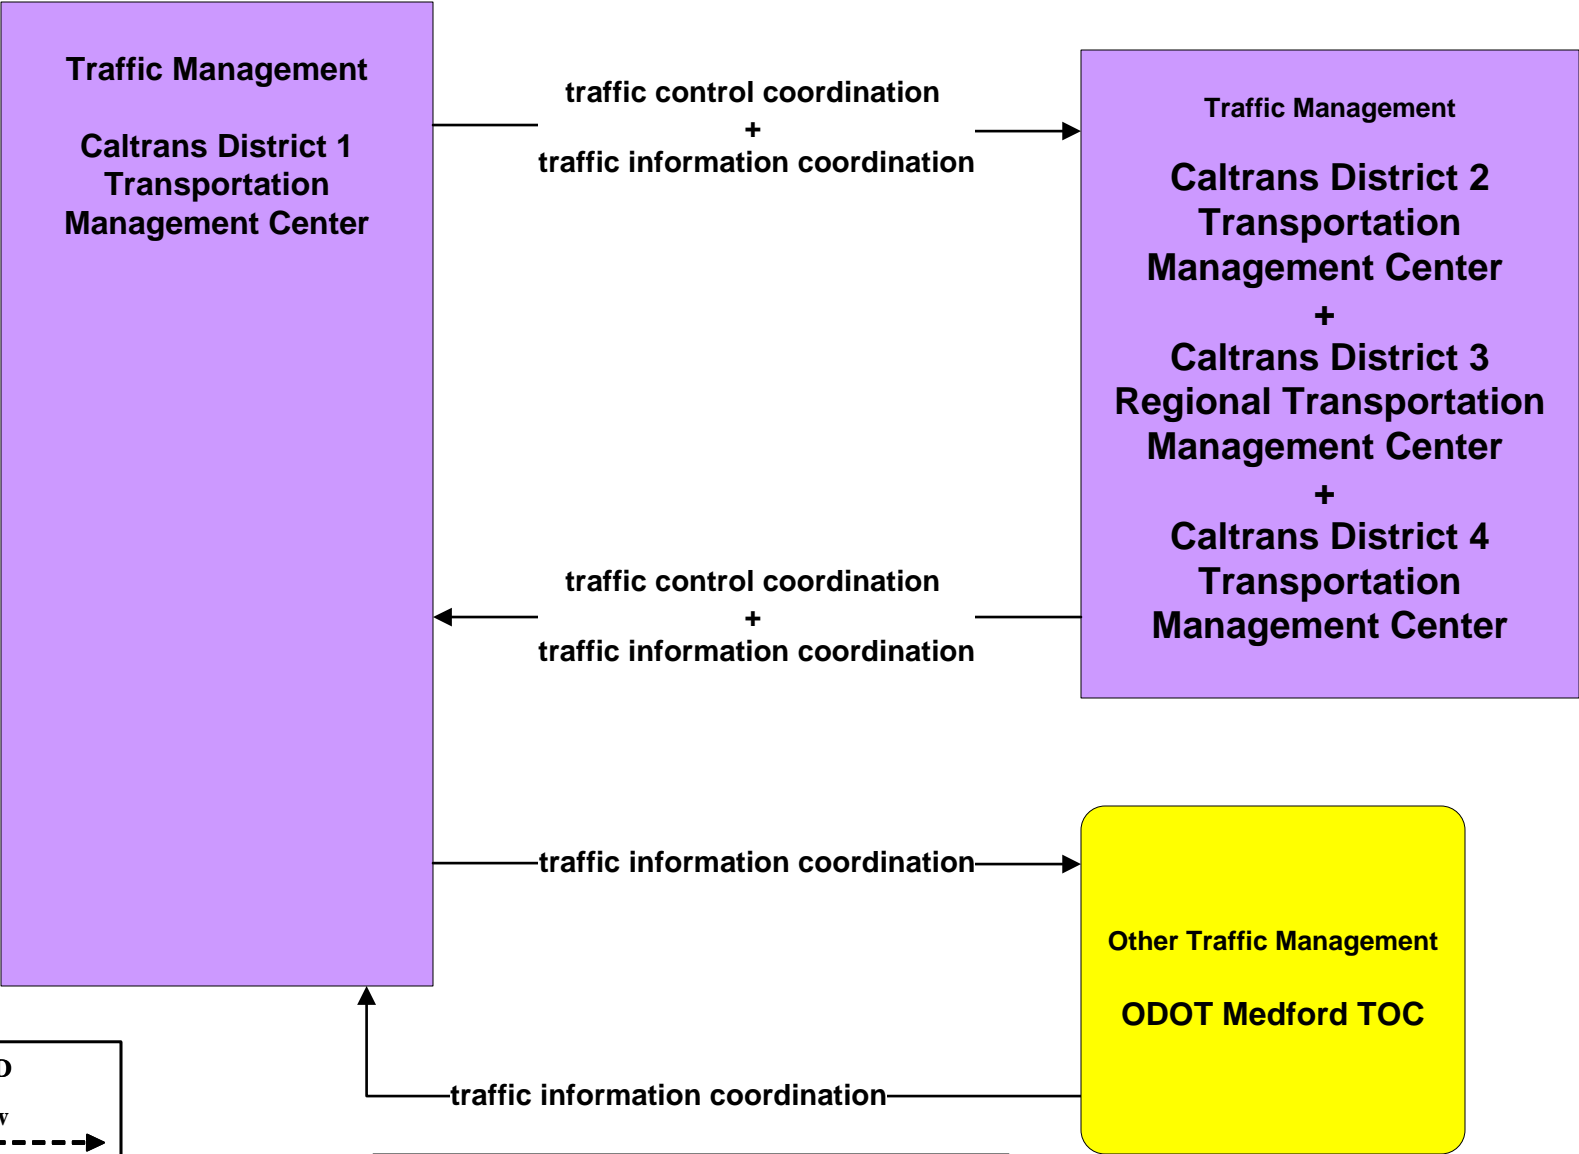 Traffic Management
Caltrans District 1
Transportation
Management Center
traffic control coordination
+
traffic information coordination
Traffic Management
Caltrans District 2
Transportation
Management Center
+
Caltrans District 3
Regional Transportation
Management Center
+
Caltrans District 4
Transportation
Management Center
traffic control coordination
+
traffic information coordination
traffic information coordination
Other Traffic Management
ODOT Medford TOC
traffic information coordination